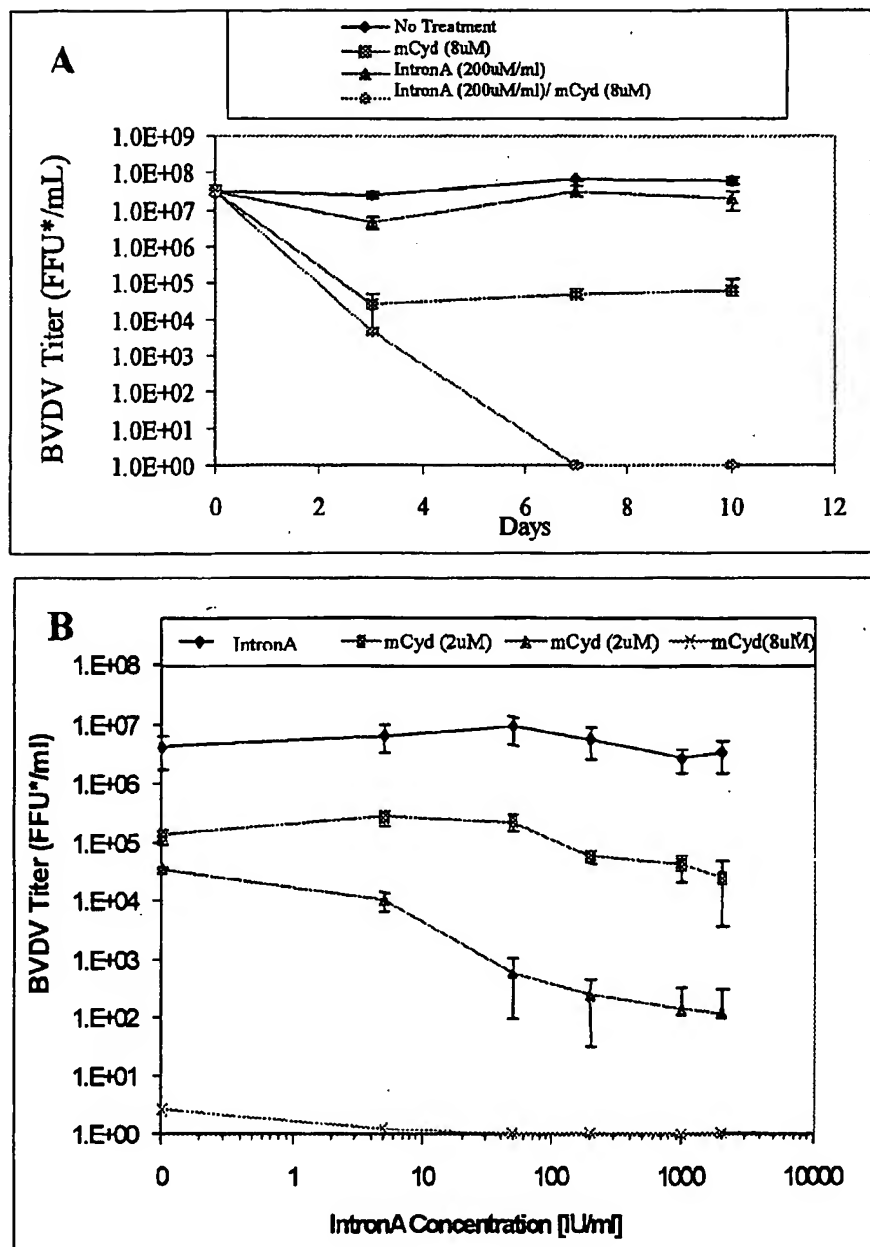 A
No Treatment
mCyd (8uM)
IntronA (200uM/ml)
IntronA (200uM/ml)/ mCyd (8uM)
BVDV Titer (FFU*/mL)
1.0E+09
1.0E+08
1.0E+07
1.0E+06
1.0E+05
1.0E+04
1.0E+03
1.0E+02
1.0E+01
1.0E+00
0 2 4 6 8 10 12
Days
B
IntronA mCyd (2uM) mCyd (2uM) mCyd(8uM)
BVDV Titer (FFU*/ml)
1.E+08
1.E+07
1.E+06
1.E+05
1.E+04
1.E+03
1.E+02
1.E+01
1.E+00
0 1 10 100 1000 10000
IntronA Concentration [IU/ml]